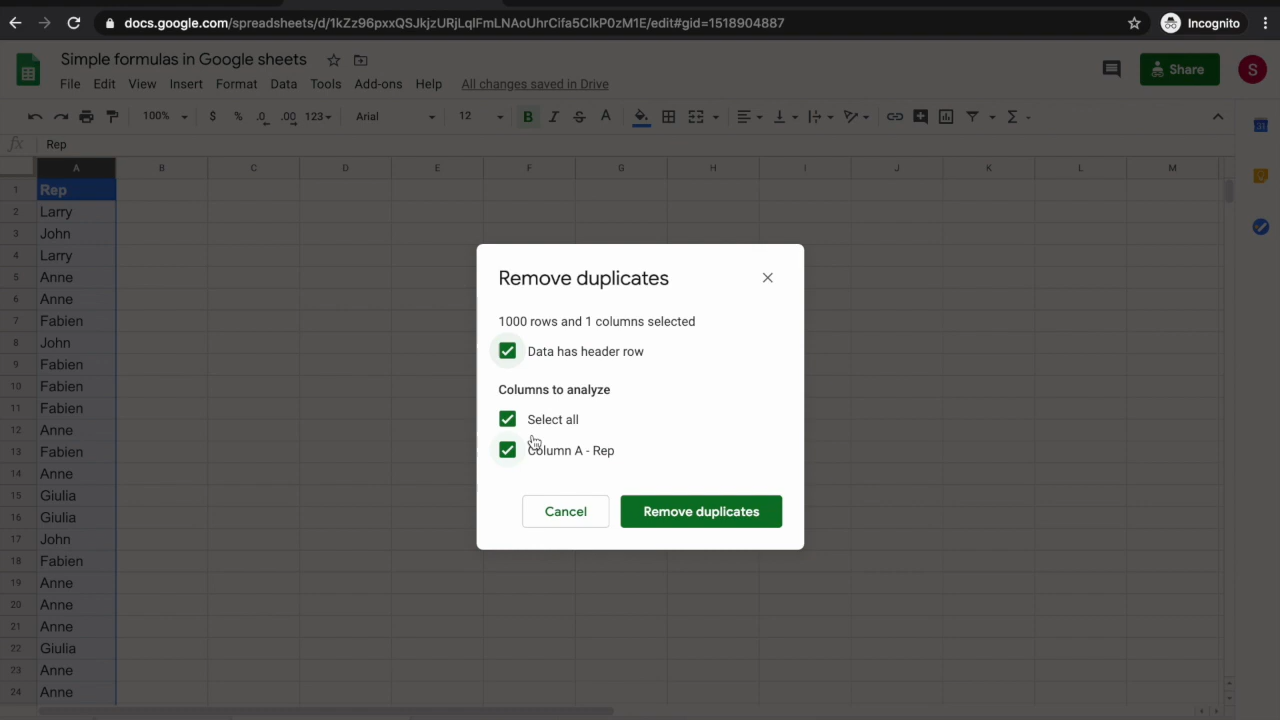 docs.google.com/spreadsheets/d/1kZz96pxxQSJkjzURjLqlFmLNAoUhrCifa5ClkP0zM1E/edit#gid=1518904887 Incognito
Simple formulas in Google sheets
File Edit View Insert Format Data Tools Add-ons Help All changes saved in Drive
Share S
100% $ % .0 .00 123 Arial 12 B I S A Σ
fx Rep
A B C D E F G H I J K L M
1 Rep
2 Larry
3 John
4 Larry
5 Anne
6 Anne
7 Fabien
8 John
9 Fabien
10 Fabien
11 Fabien
12 Anne
13 Fabien
14 Anne
15 Giulia
16 Giulia
17 John
18 Fabien
19 Anne
20 Anne
21 Anne
22 Giulia
23 Anne
24 Anne
Remove duplicates
1000 rows and 1 columns selected
Data has header row
Columns to analyze
Select all
Column A - Rep
Cancel Remove duplicates